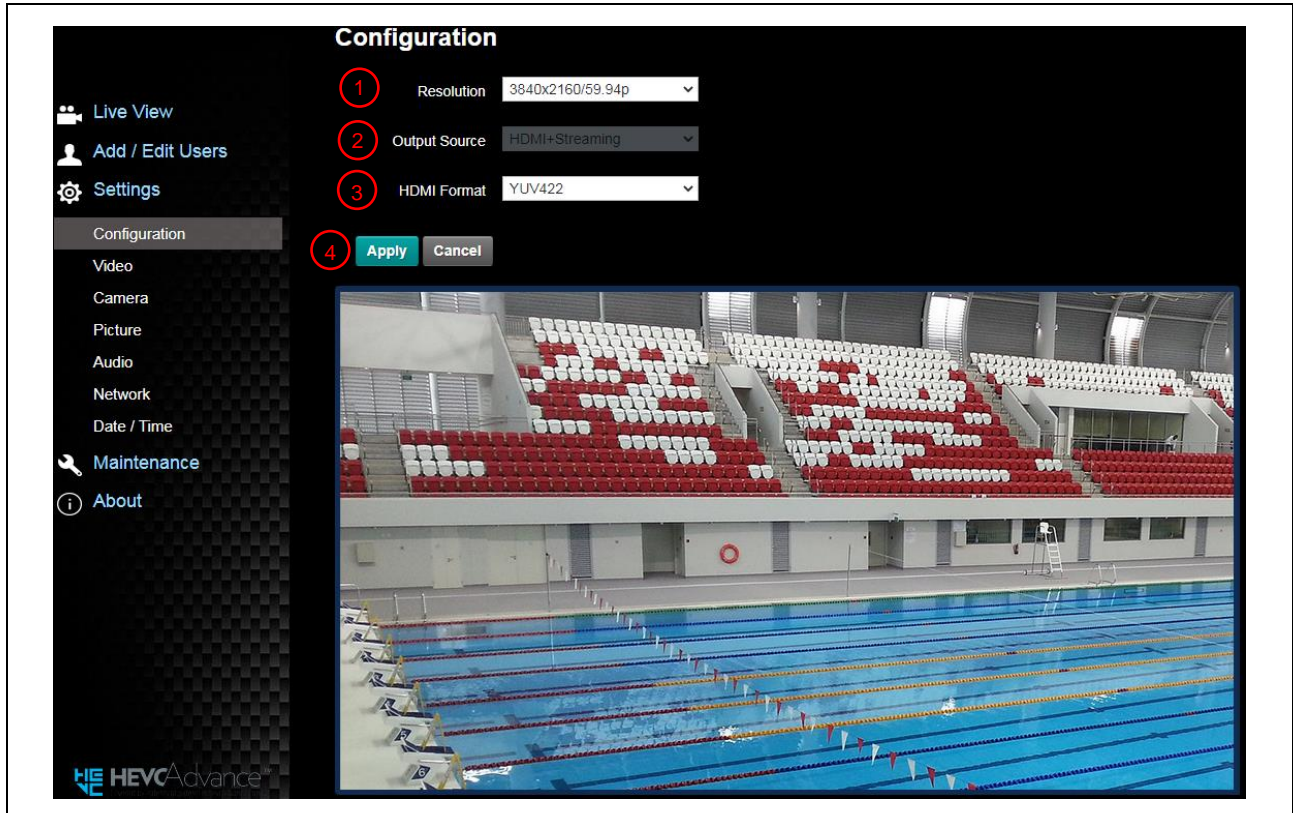 Configuration
1 Resolution 3840x2160/59.94p
2 Output Source HDMI+Streaming
3 HDMI Format YUV422
4 Apply Cancel
Live View
Add / Edit Users
Settings
Configuration
Video
Camera
Picture
Audio
Network
Date / Time
Maintenance
About
HEVCAdvance
6